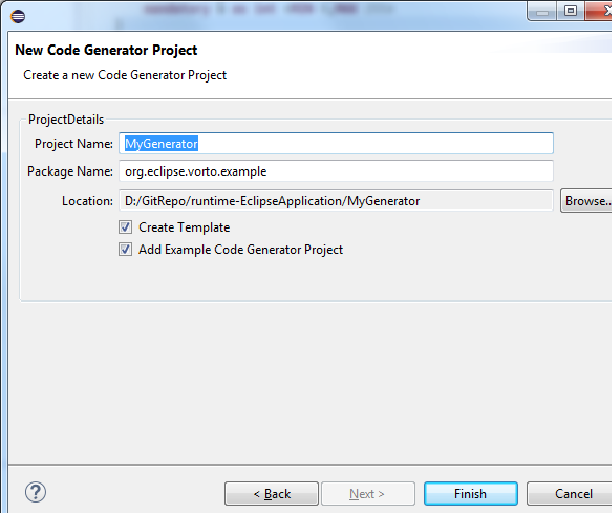 New Code Generator Project
Create a new Code Generator Project
ProjectDetails
Project Name: MyGenerator
Package Name: org.eclipse.vorto.example
Location: D:/GitRepo/runtime-EclipseApplication/MyGenerator Browse...
Create Template
Add Example Code Generator Project
? < Back Next > Finish Cancel